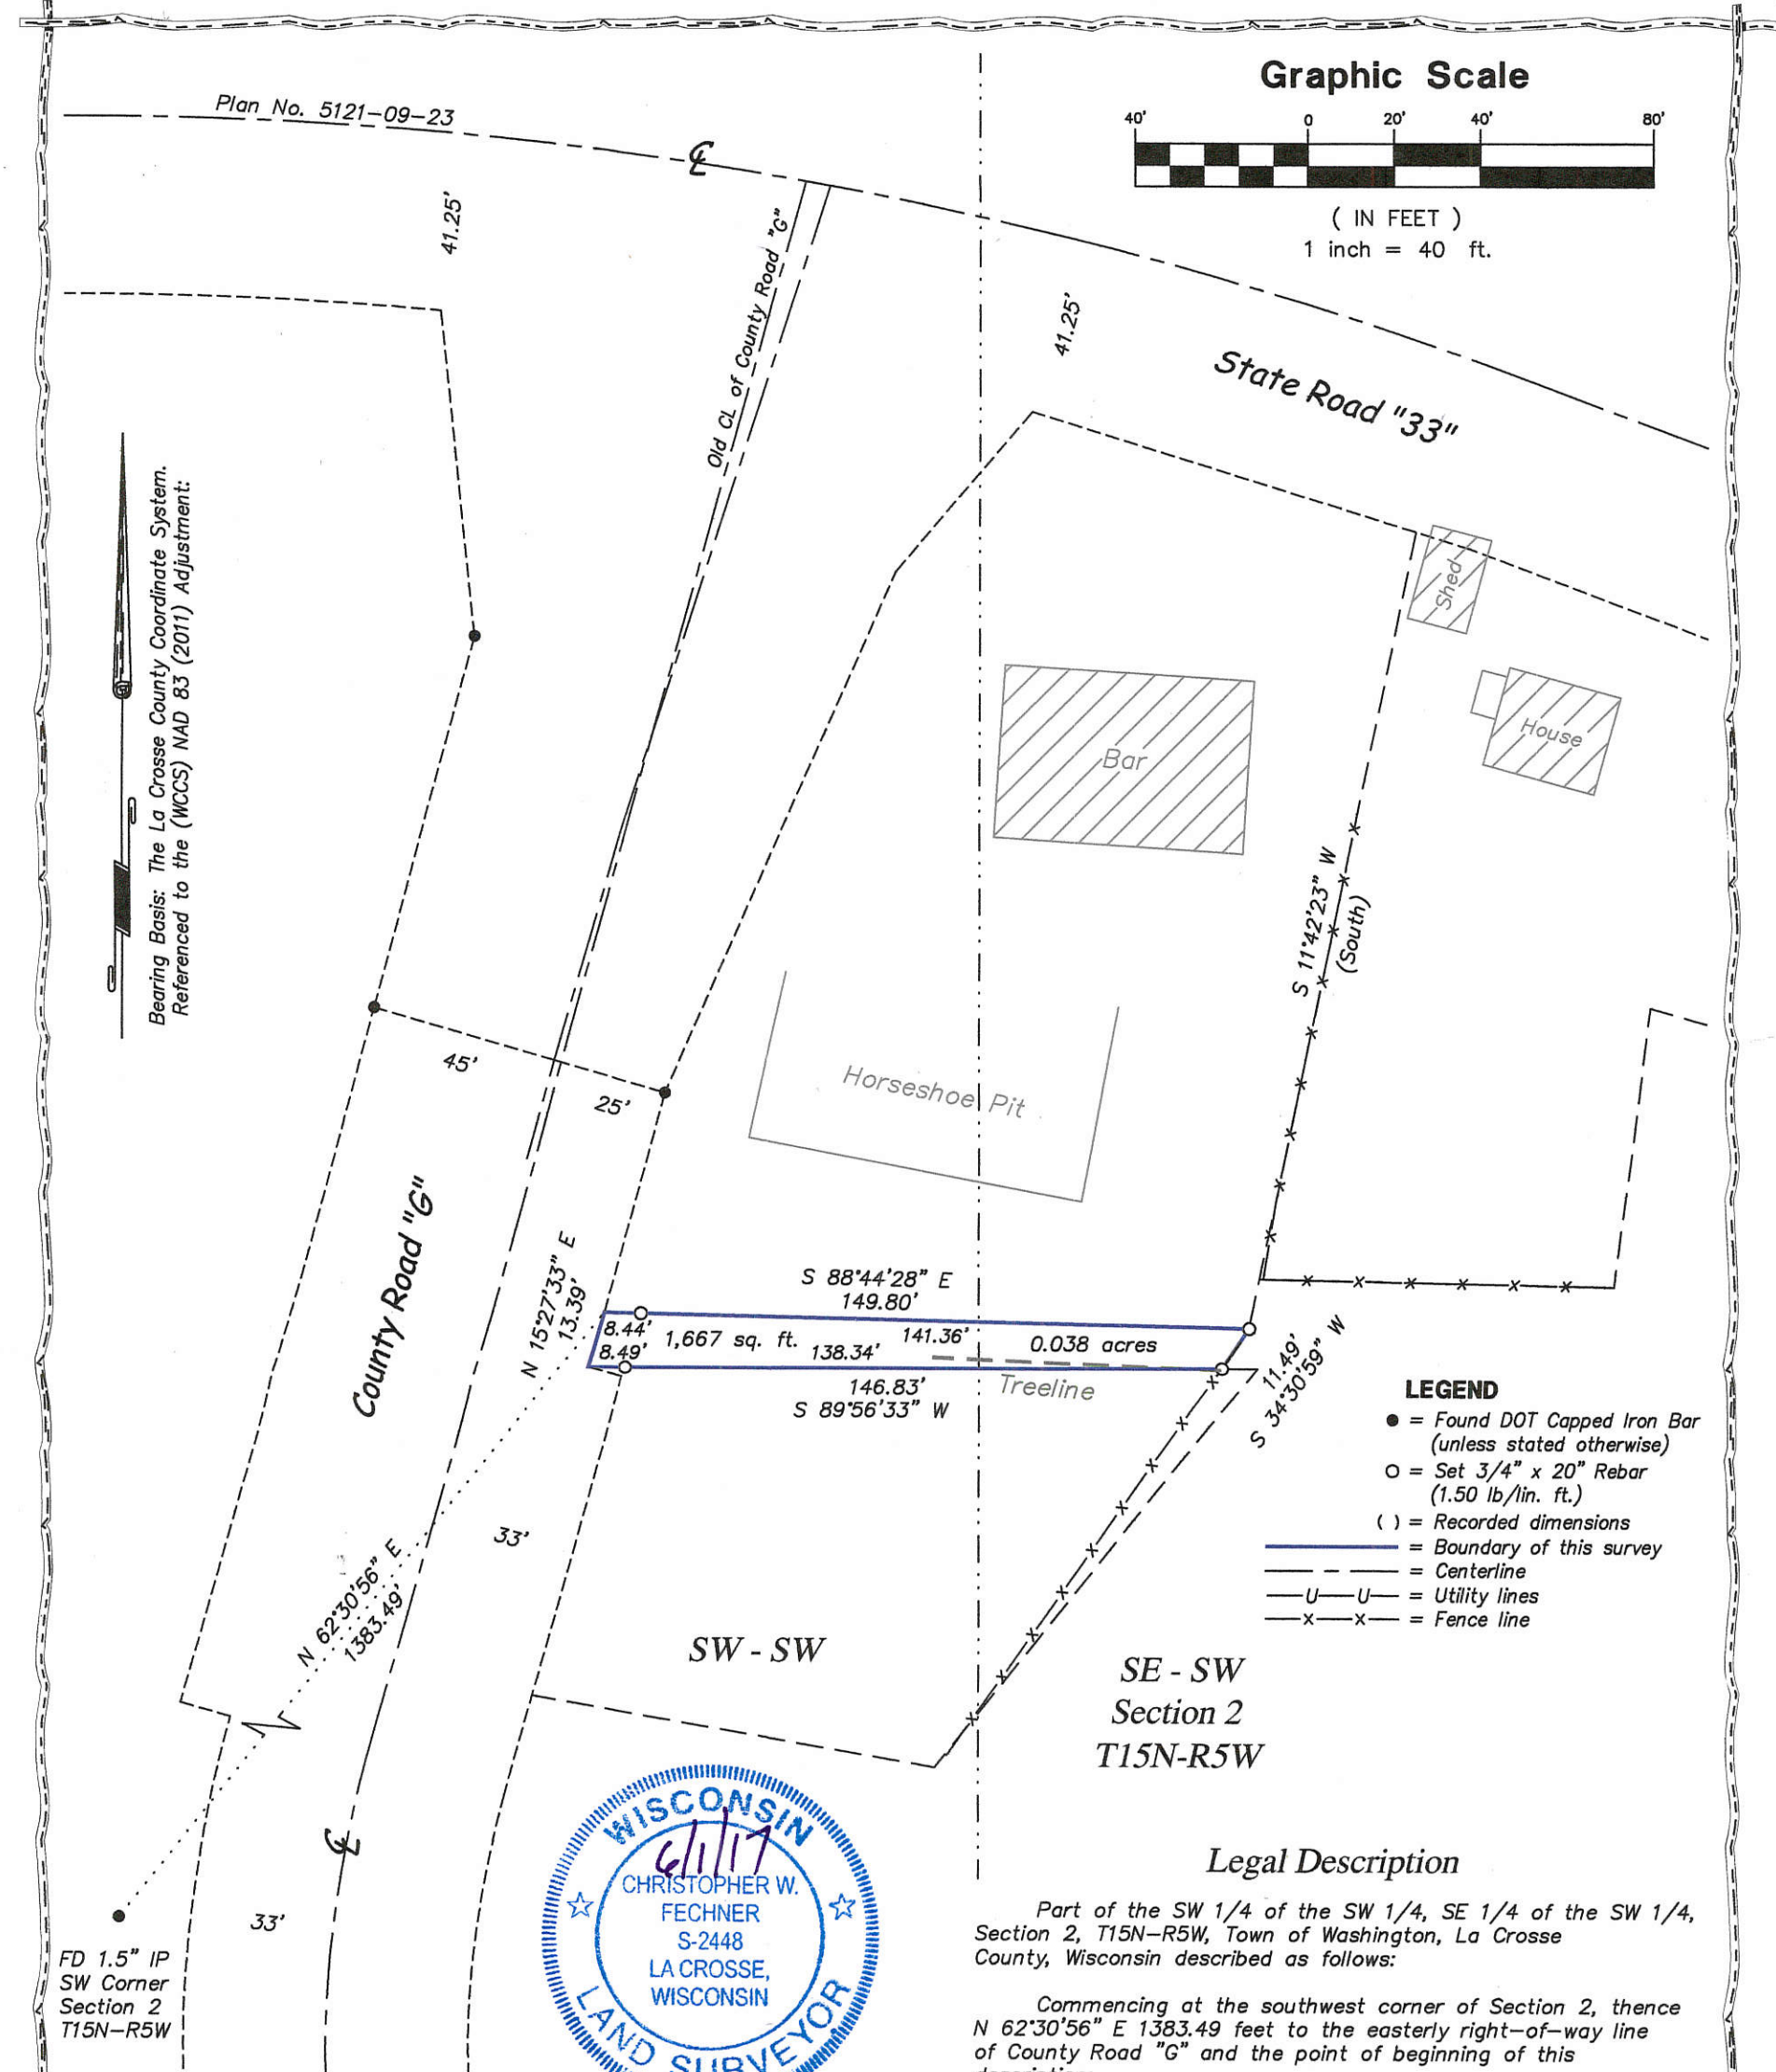 Graphic Scale
40' 0 20' 40' 80'
( IN FEET )
1 inch = 40 ft.
Plan No. 5121-09-23
℄
41.25'
Old CL of County Road "G"
41.25'
State Road "33"
Bearing Basis: The La Crosse County Coordinate System.
Referenced to the (WCCS) NAD 83 (2011) Adjustment:
Shed
House
Bar
S 11°42'23" W
(South)
45'
25'
Horseshoe Pit
County Road "G"
N 15°27'33" E
13.39'
S 88°44'28" E
149.80'
8.44'
8.49'
1,667 sq. ft.
141.36'
138.34'
0.038 acres
146.83'
S 89°56'33" W
Treeline
11.49'
S 34°30'59" W
LEGEND
● = Found DOT Capped Iron Bar
(unless stated otherwise)
○ = Set 3/4" x 20" Rebar
(1.50 lb/lin. ft.)
( ) = Recorded dimensions
= Boundary of this survey
= Centerline
U U = Utility lines
x x = Fence line
33'
N 62°30'56" E
1383.49'
SW - SW
SE - SW
Section 2
T15N-R5W
℄
33'
FD 1.5" IP
SW Corner
Section 2
T15N-R5W
WISCONSIN
6/1/17
CHRISTOPHER W.
FECHNER
S-2448
LA CROSSE,
WISCONSIN
LAND SURVEYOR
Legal Description
Part of the SW 1/4 of the SW 1/4, SE 1/4 of the SW 1/4,
Section 2, T15N-R5W, Town of Washington, La Crosse
County, Wisconsin described as follows:
Commencing at the southwest corner of Section 2, thence
N 62°30'56" E 1383.49 feet to the easterly right-of-way line
of County Road "G" and the point of beginning of this